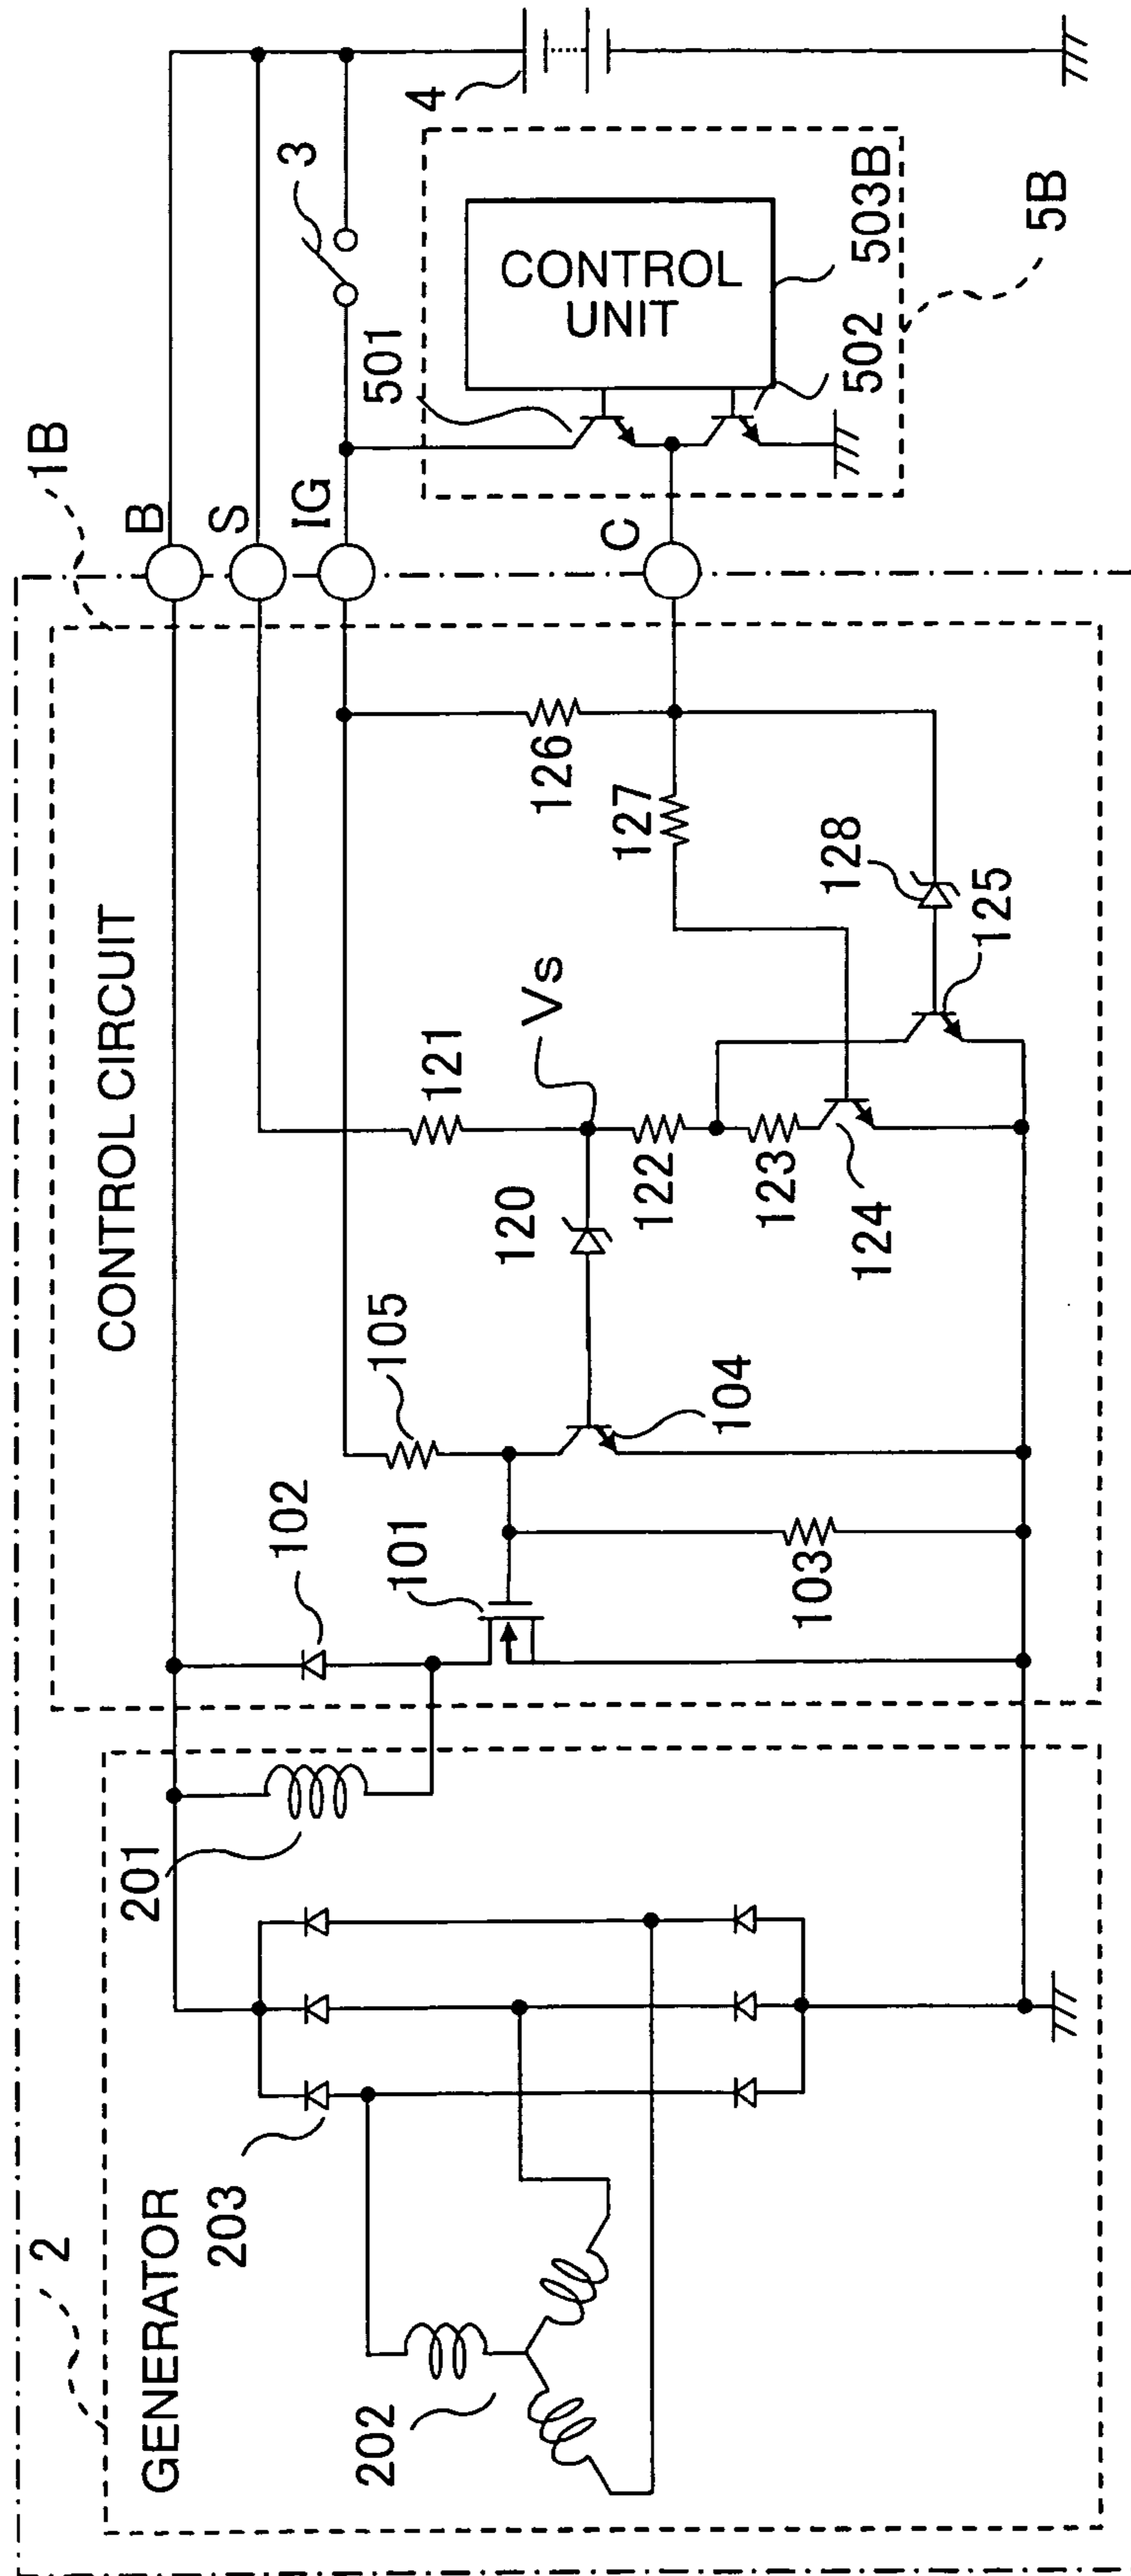 2
GENERATOR
203
202
201
1B
CONTROL CIRCUIT
102
101
103
105
104
120
121
Vs
122
123
124
126
127
128
125
B
S
IG
C
3
501
4
CONTROL
UNIT
502
503B
5B